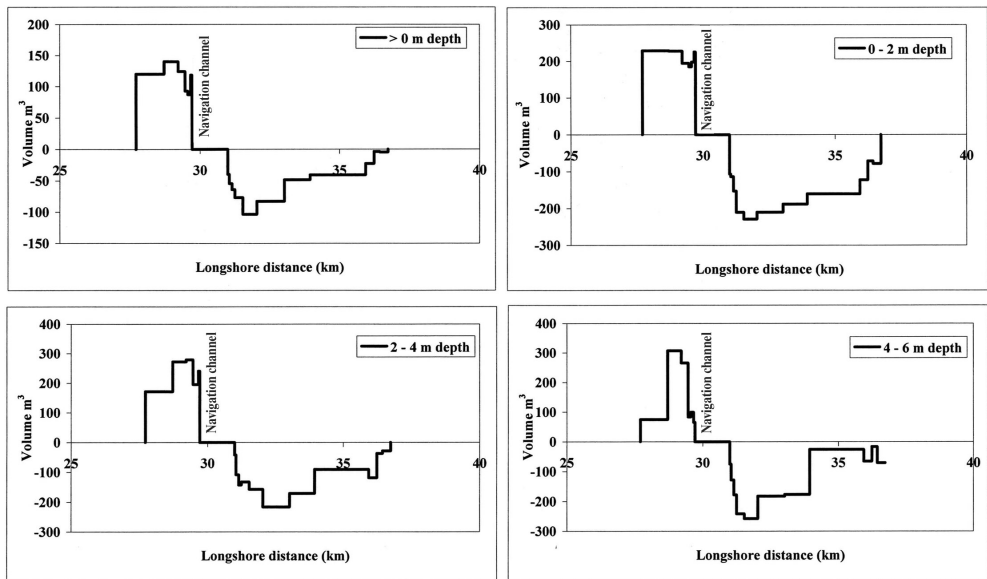 200
150
100
50
0
-50
-100
-150
25
30
35
40
Volume m³
Longshore distance (km)
Navigation channel
> 0 m depth
300
200
100
0
-100
-200
-300
25
30
35
40
Volume m³
Longshore distance (km)
Navigation channel
0 - 2 m depth
400
300
200
100
0
-100
-200
-300
25
30
35
40
Volume m³
Longshore distance (km)
Navigation channel
2 - 4 m depth
400
300
200
100
0
-100
-200
-300
25
30
35
40
Volume m³
Longshore distance (km)
Navigation channel
4 - 6 m depth